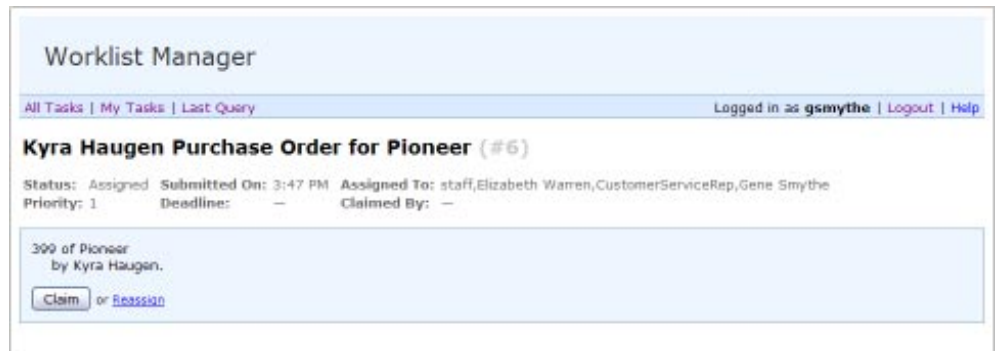 Worklist Manager
All Tasks | My Tasks | Last Query Logged in as gsmythe | Logout | Help
Kyra Haugen Purchase Order for Pioneer (#6)
Status: Assigned Submitted On: 3:47 PM Assigned To: staff,Elizabeth Warren,CustomerServiceRep,Gene Smythe
Priority: 1 Deadline: — Claimed By: —
399 of Pioneer
by Kyra Haugen.
Claim or Reassign